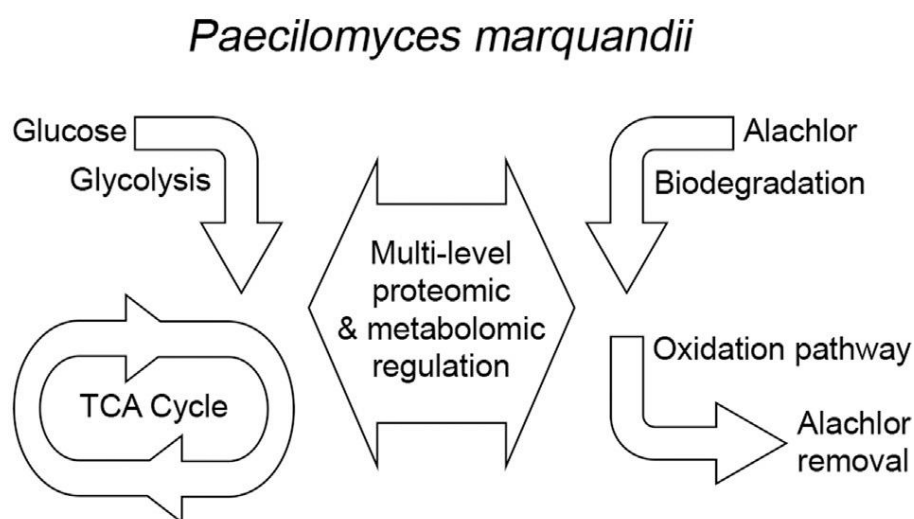 Paecilomyces marquandii
Glucose
Glycolysis
Alachlor
Biodegradation
Multi-level
proteomic
& metabolomic
regulation
TCA Cycle
Oxidation pathway
Alachlor
removal